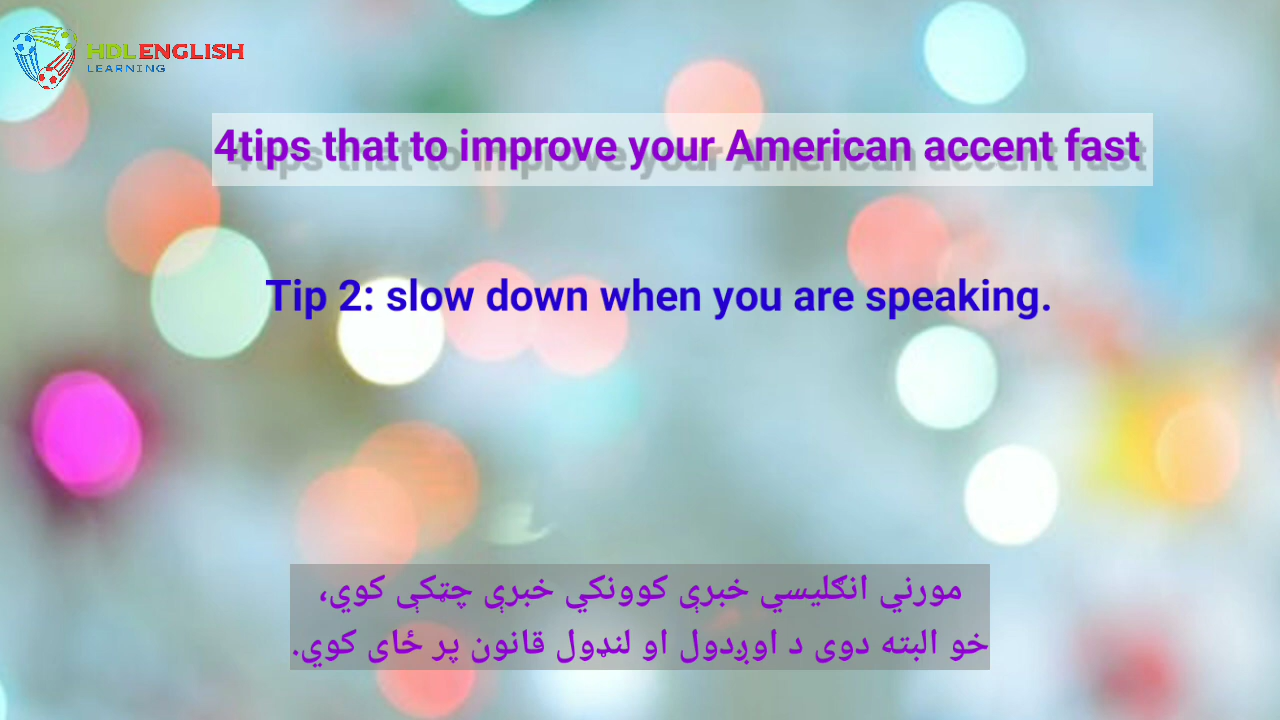 HDLENGLISH
LEARNING
4tips that to improve your American accent fast
Tip 2: slow down when you are speaking.
مورني انګليسي خبرې کوونکي خبرې چټکې کوي،
خو البته دوی د اوږدول او لنډول قانون پر ځای کوي.